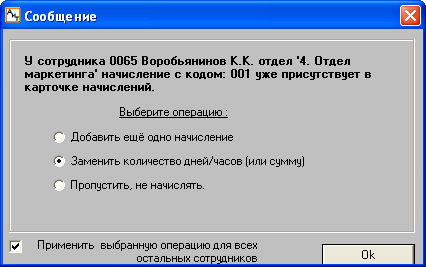 Сообщение
У сотрудника 0065 Воробьянинов К.К. отдел '4. Отдел
маркетинга' начисление с кодом: 001 уже присутствует в
карточке начислений.
Выберите операцию :
Добавить ещё одно начисление
Заменить количество дней/часов (или сумму)
Пропустить, не начислять.
Применить выбранную операцию для всех
остальных сотрудников
Ok